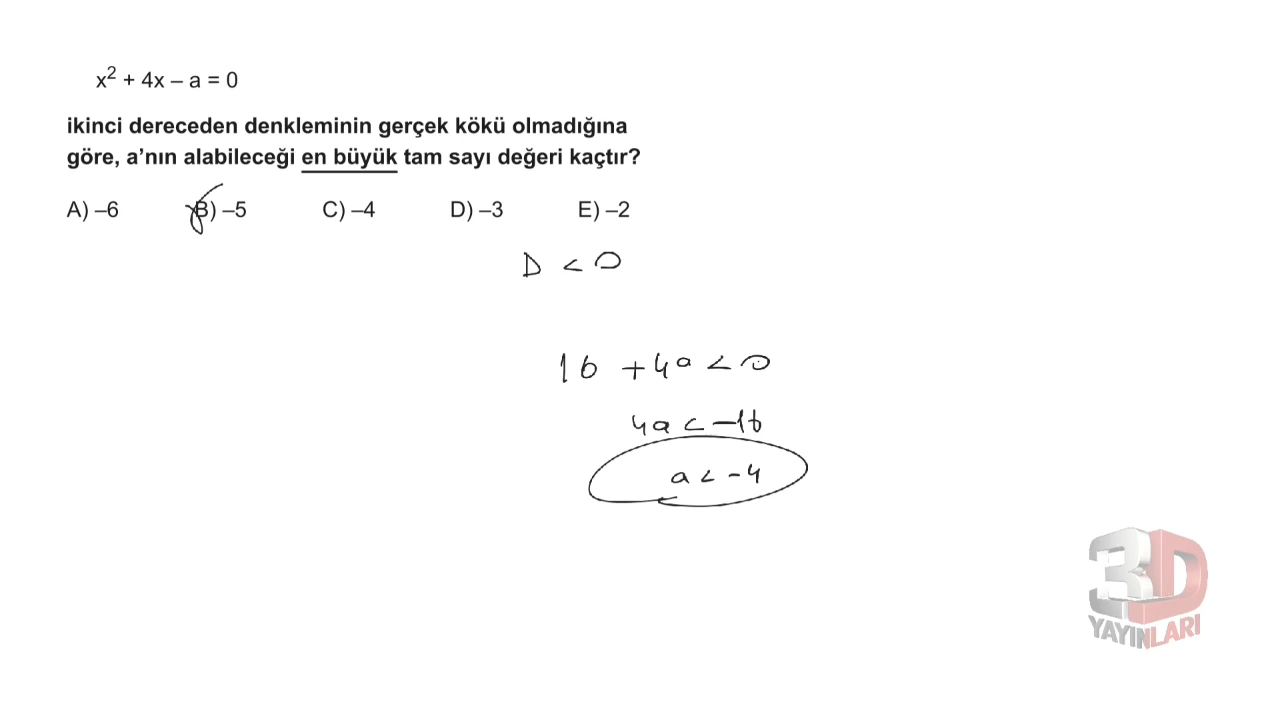 x² + 4x – a = 0
ikinci dereceden denkleminin gerçek kökü olmadığına
göre, a’nın alabileceği en büyük tam sayı değeri kaçtır?
A) –6 B) –5 C) –4 D) –3 E) –2
D < 0
16 + 4a < 0
4a < -16
a < -4
3D
YAYINLARI